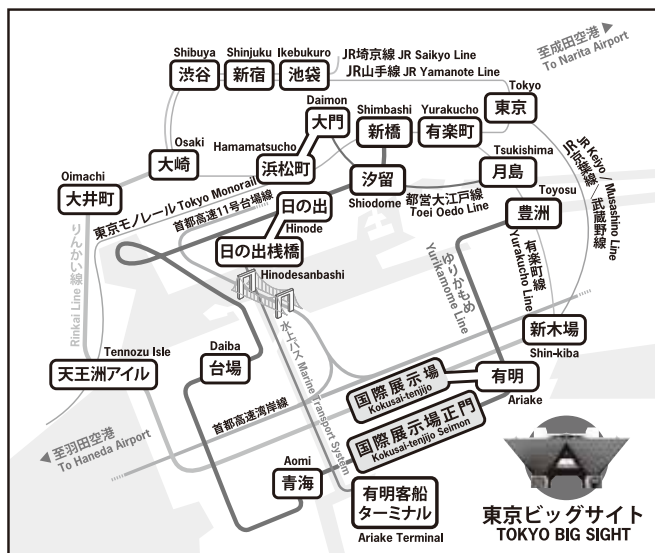 至成田空港
To Narita Airport
Shibuya
渋谷
Shinjuku
新宿
Ikebukuro
池袋
JR埼京線 JR Saikyo Line
JR山手線 JR Yamanote Line
Tokyo
東京
Daimon
大門
Shimbashi
新橋
Yurakucho
有楽町
Osaki
大崎
Hamamatsucho
浜松町
Tsukishima
月島
JR京葉線/武蔵野線
JR Keiyo / Musashino Line
Oimachi
大井町
汐留
Shiodome
都営大江戸線
Toei Oedo Line
Toyosu
豊洲
東京モノレール Tokyo Monorail
首都高速11号台場線
日の出
Hinode
日の出桟橋
Hinodesanbashi
りんかい線
Rinkai Line
ゆりかもめ
Yurikamome Line
有楽町線
Yurakucho Line
新木場
Shin-kiba
水上バス Marine Transport System
Tennozu Isle
天王洲アイル
Daiba
台場
国際展示場
Kokusai-tenjijo
有明
Ariake
首都高速湾岸線
国際展示場正門
Kokusai-tenjijo Seimon
至羽田空港
To Haneda Airport
Aomi
青海
有明客船
ターミナル
Ariake Terminal
東京ビッグサイト
TOKYO BIG SIGHT